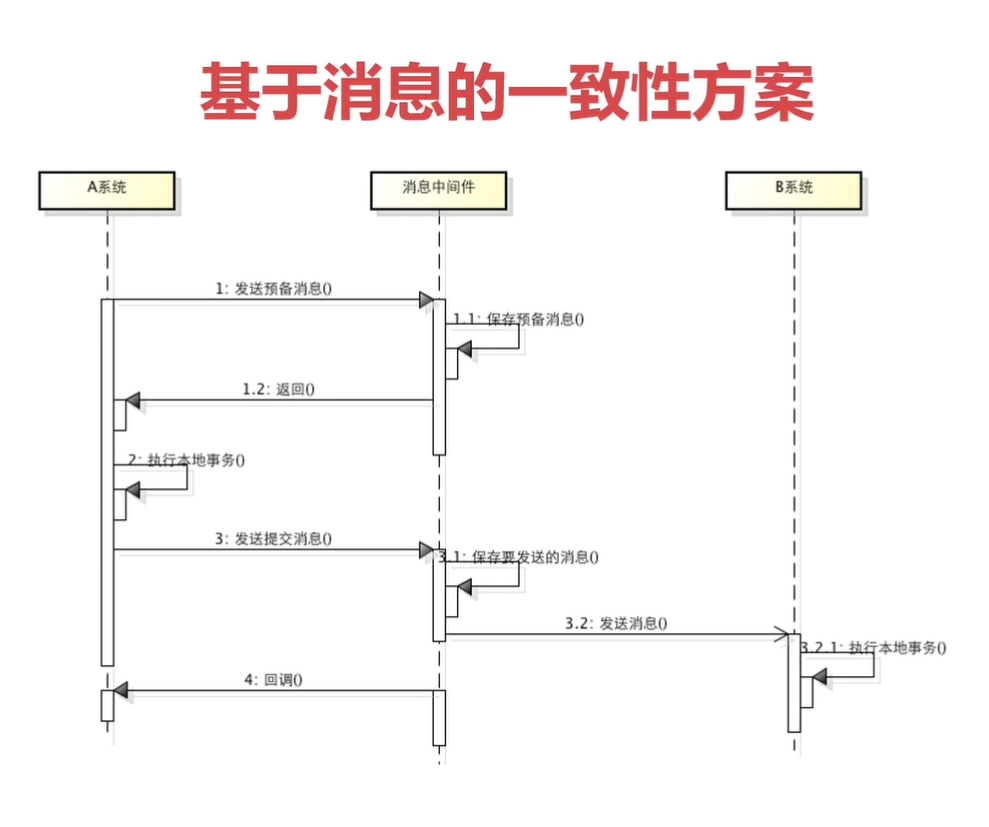 基于消息的一致性方案
A系统
消息中间件
B系统
1: 发送预备消息()
1.1: 保存预备消息()
1.2: 返回()
2: 执行本地事务()
3: 发送提交消息()
3.1: 保存要发送的消息()
3.2: 发送消息()
3.2.1: 执行本地事务()
4: 回调()